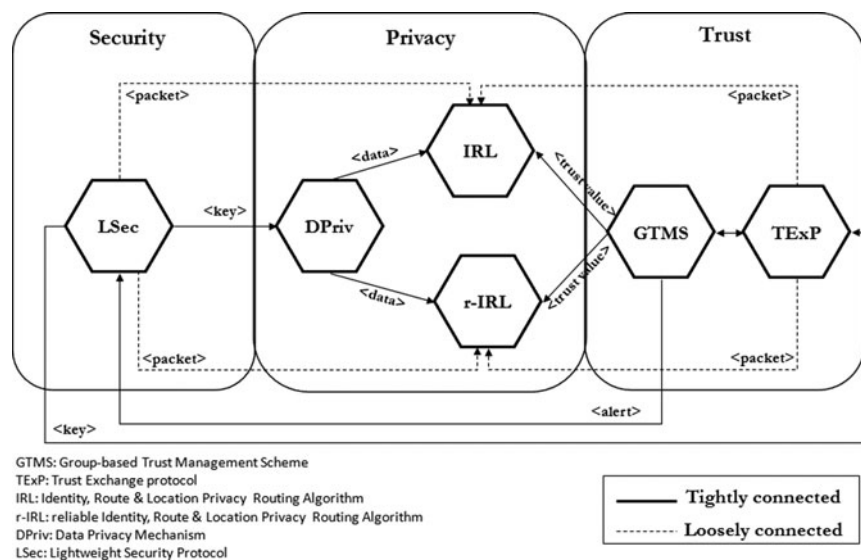 Security
Privacy
Trust
<packet>
<packet>
IRL
<data>
<trust value>
LSec
<key>
DPriv
GTMS
TExP
<data>
r-IRL
<trust value>
<packet>
<packet>
<key>
<alert>
GTMS: Group-based Trust Management Scheme
TExP: Trust Exchange protocol
IRL: Identity, Route & Location Privacy Routing Algorithm
r-IRL: reliable Identity, Route & Location Privacy Routing Algorithm
DPriv: Data Privacy Mechanism
LSec: Lightweight Security Protocol
Tightly connected
Loosely connected